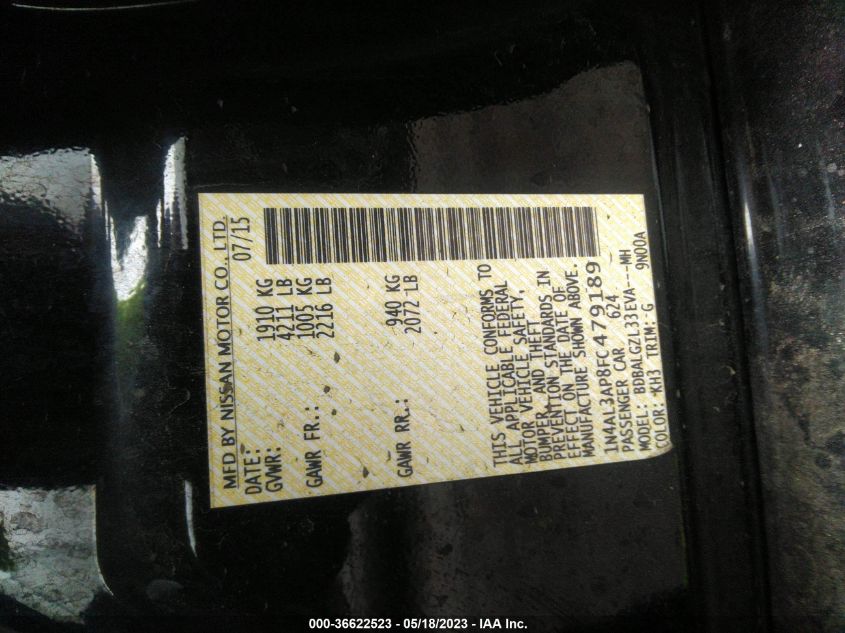 MFD BY NISSAN MOTOR CO., LTD.
DATE: 07/15
GVWR: 1910 KG
4211 LB
GAWR FR.: 1005 KG
2216 LB
GAWR RR.: 940 KG
2072 LB
THIS VEHICLE CONFORMS TO
ALL APPLICABLE FEDERAL
MOTOR VEHICLE SAFETY,
BUMPER, AND THEFT
PREVENTION STANDARDS IN
EFFECT ON THE DATE OF
MANUFACTURE SHOWN ABOVE.
1N4AL3AP8FC479189
PASSENGER CAR 624
MODEL: BDBALGZL33EVA---MH
COLOR: KH3 TRIM: G 9N00A
000-36622523 - 05/18/2023 - IAA Inc.